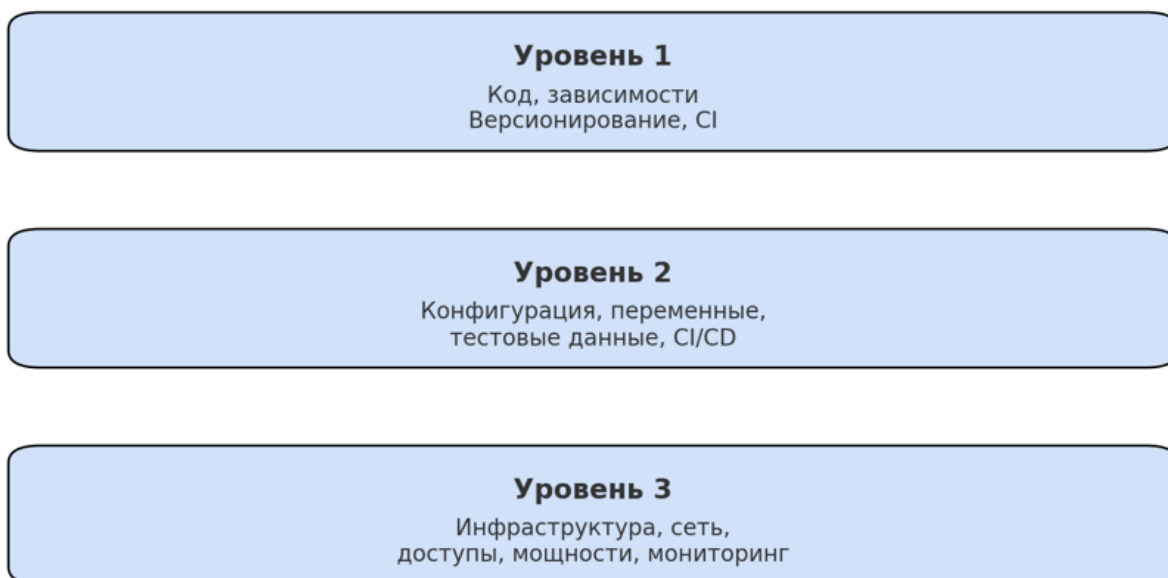 Уровень 1
Код, зависимости
Версионирование, CI
Уровень 2
Конфигурация, переменные,
тестовые данные, CI/CD
Уровень 3
Инфраструктура, сеть,
доступы, мощности, мониторинг